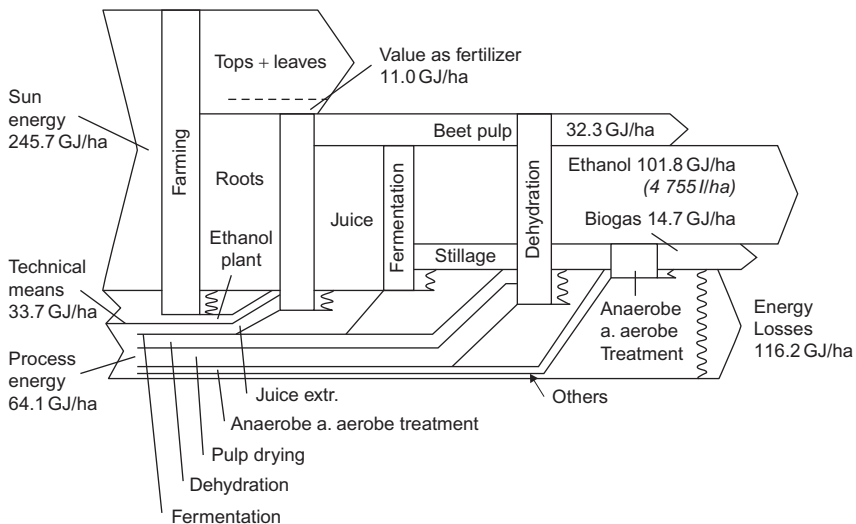 Tops + leaves
Value as fertilizer
11.0 GJ/ha
Sun
energy
245.7 GJ/ha
Farming
Roots
Beet pulp
32.3 GJ/ha
Ethanol 101.8 GJ/ha
(4 755 l/ha)
Fermentation
Dehydration
Juice
Biogas 14.7 GJ/ha
Ethanol
plant
Stillage
Technical
means
33.7 GJ/ha
Anaerobe
a. aerobe
Treatment
Energy
Losses
116.2 GJ/ha
Process
energy
64.1 GJ/ha
Juice extr.
Others
Anaerobe a. aerobe treatment
Pulp drying
Dehydration
Fermentation